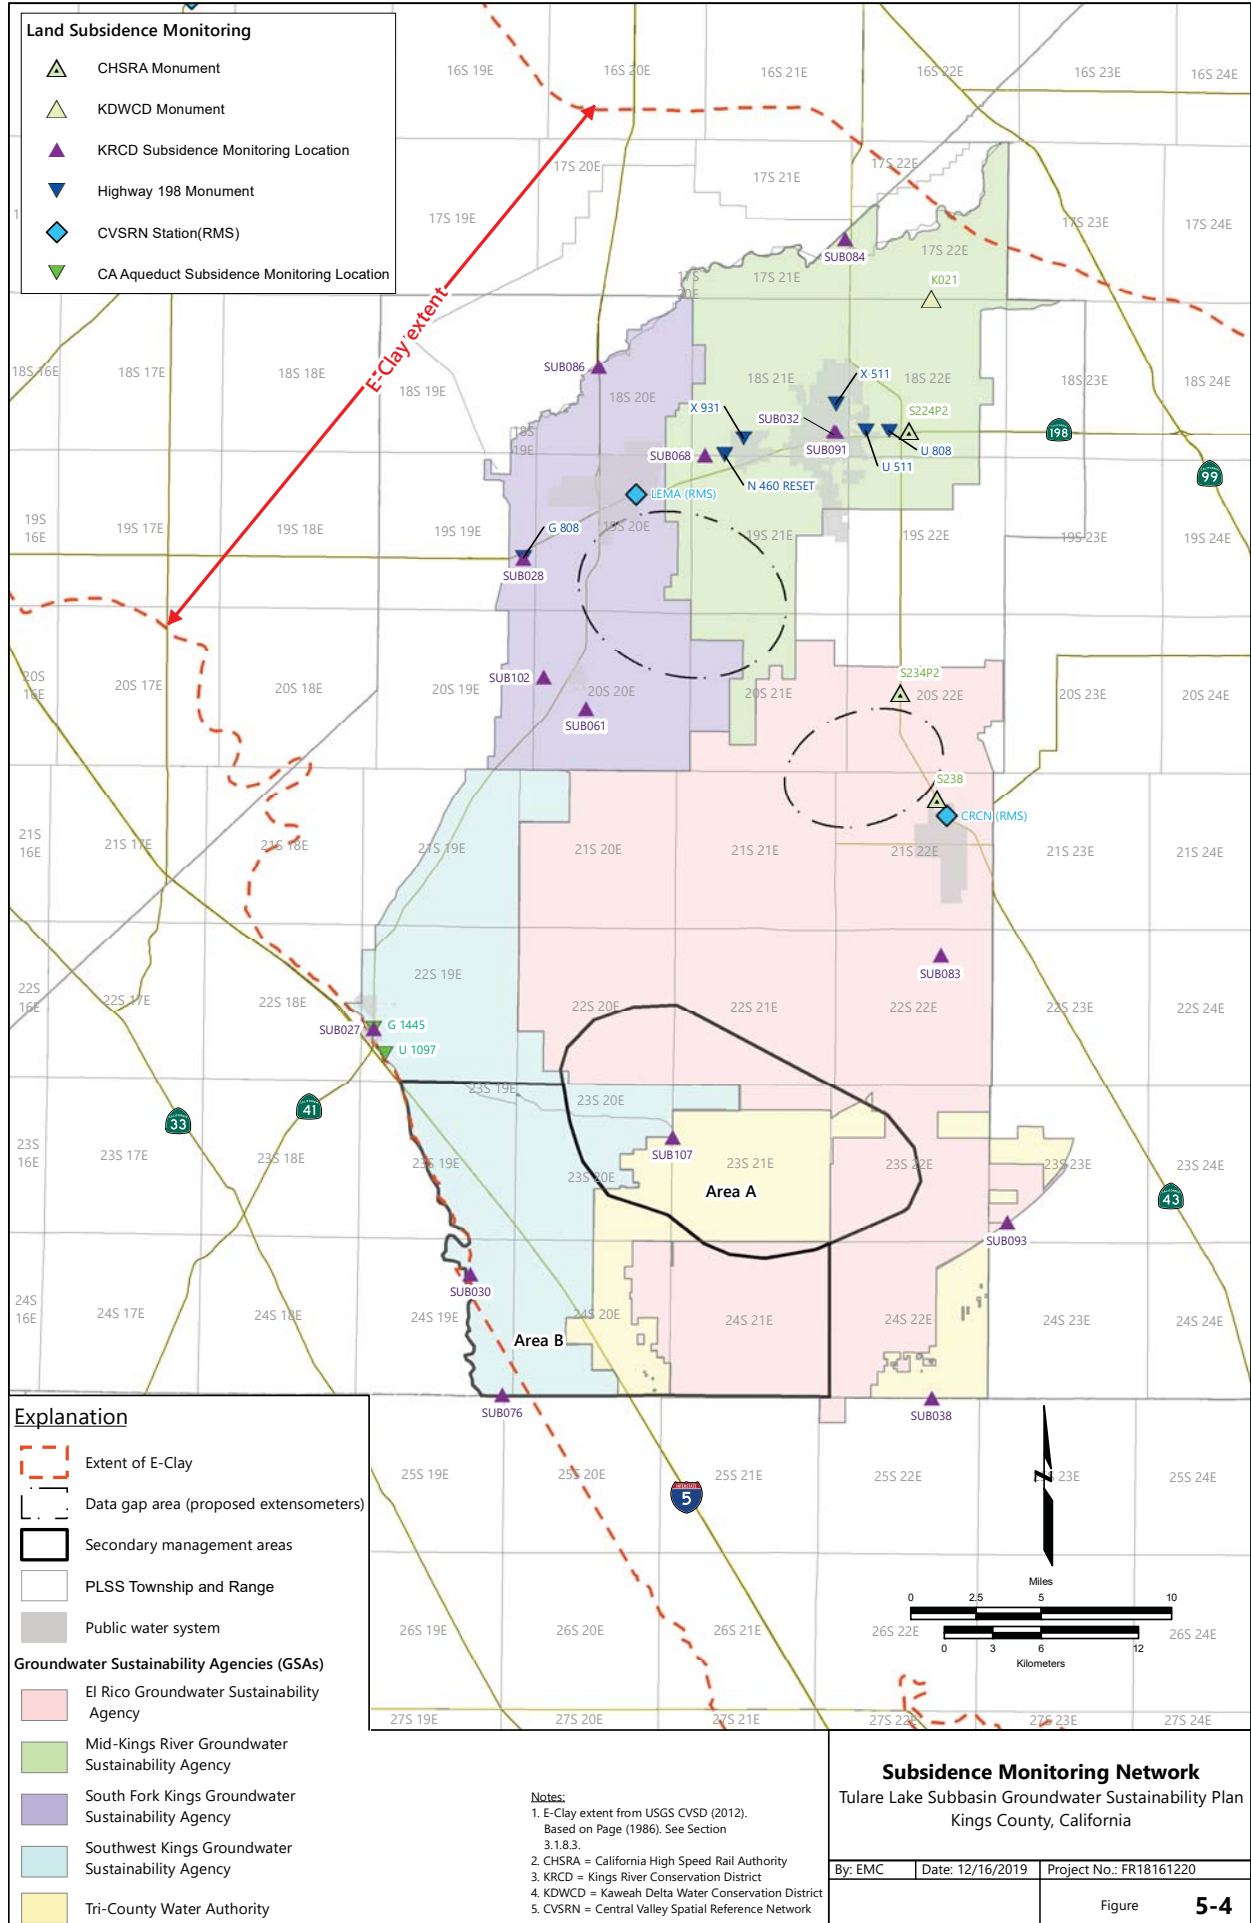 Land Subsidence Monitoring
CHSRA Monument
KDWCD Monument
KRCD Subsidence Monitoring Location
Highway 198 Monument
CVSRN Station(RMS)
CA Aqueduct Subsidence Monitoring Location
16S 19E
16S 20E
16S 21E
16S 22E
16S 23E
16S 24E
17S 19E
17S 20E
17S 21E
17S 22E
17S 23E
17S 24E
17S 22E
17S 21E
17S
20E
SUB084
K021
E-Clay extent
18S 16E
18S 17E
18S 18E
18S 19E
SUB086
18S 20E
18S 21E
X 511
18S 22E
18S 23E
18S 24E
X 931
SUB032
S224P2
18S
19E
SUB068
SUB091
U 808
198
U 511
99
N 460 RESET
LEMA (RMS)
19S
16E
19S 17E
19S 18E
19S 19E
G 808
19S 20E
19S 21E
19S 22E
19S 23E
19S 24E
SUB028
20S
16E
20S 17E
20S 18E
20S 19E
SUB102
20S 20E
20S 21E
S234P2
20S 22E
20S 23E
20S 24E
SUB061
S238
CRCN (RMS)
21S
16E
21S 17E
21S 18E
21S 19E
21S 20E
21S 21E
21S 22E
21S 23E
21S 24E
SUB083
22S
16E
22S 17E
22S 18E
22S 19E
22S 20E
22S 21E
22S 22E
22S 23E
22S 24E
SUB027
G 1445
U 1097
23S 19E
23S 20E
33
41
23S
16E
23S 17E
23S 18E
23S 19E
23S 20E
SUB107
23S 21E
23S 22E
23S 23E
23S 24E
Area A
43
SUB093
SUB030
24S
16E
24S 17E
24S 18E
24S 19E
24S 20E
24S 21E
24S 22E
24S 23E
24S 24E
Area B
SUB076
SUB038
25S 19E
25S 20E
25S 21E
25S 22E
23E
25S 24E
N
5
26S 19E
26S 20E
26S 21E
26S 22E
26S 24E
Miles
0 2.5 5 10
0 3 6 12
Kilometers
27S 19E
27S 20E
27S 21E
27S 22E
27S 23E
27S 24E
Explanation
Extent of E-Clay
Data gap area (proposed extensometers)
Secondary management areas
PLSS Township and Range
Public water system
Groundwater Sustainability Agencies (GSAs)
El Rico Groundwater Sustainability
Agency
Mid-Kings River Groundwater
Sustainability Agency
South Fork Kings Groundwater
Sustainability Agency
Southwest Kings Groundwater
Sustainability Agency
Tri-County Water Authority
Notes:
1. E-Clay extent from USGS CVSD (2012).
Based on Page (1986). See Section
3.1.8.3.
2. CHSRA = California High Speed Rail Authority
3. KRCD = Kings River Conservation District
4. KDWCD = Kaweah Delta Water Conservation District
5. CVSRN = Central Valley Spatial Reference Network
Subsidence Monitoring Network
Tulare Lake Subbasin Groundwater Sustainability Plan
Kings County, California
By: EMC Date: 12/16/2019 Project No.: FR18161220
Figure 5-4